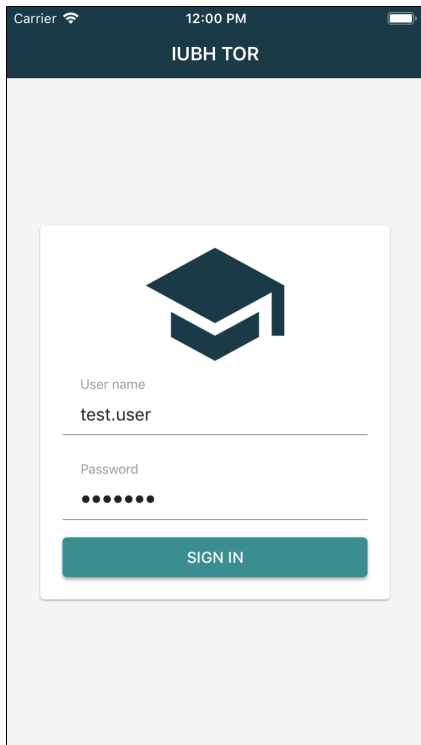 Carrier 12:00 PM
IUBH TOR
User name
test.user
Password
•••••••
SIGN IN